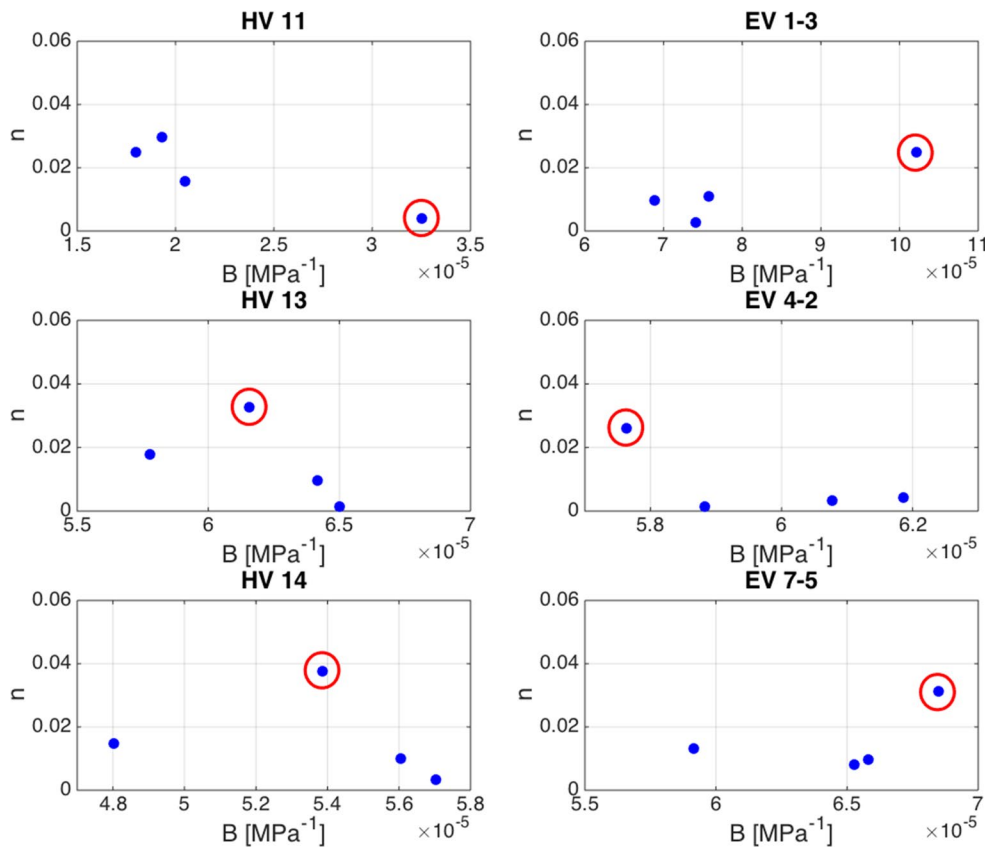 HV 11
0.06
0.04
0.02
0
n
1.5 2 2.5 3 3.5
B [MPa⁻¹] ×10⁻⁵
EV 1-3
0.06
0.04
0.02
0
n
6 7 8 9 10 11
B [MPa⁻¹] ×10⁻⁵
HV 13
0.06
0.04
0.02
0
n
5.5 6 6.5 7
B [MPa⁻¹] ×10⁻⁵
EV 4-2
0.06
0.04
0.02
0
n
5.8 6 6.2
B [MPa⁻¹] ×10⁻⁵
HV 14
0.06
0.04
0.02
0
n
4.8 5 5.2 5.4 5.6 5.8
B [MPa⁻¹] ×10⁻⁵
EV 7-5
0.06
0.04
0.02
0
n
5.5 6 6.5 7
B [MPa⁻¹] ×10⁻⁵